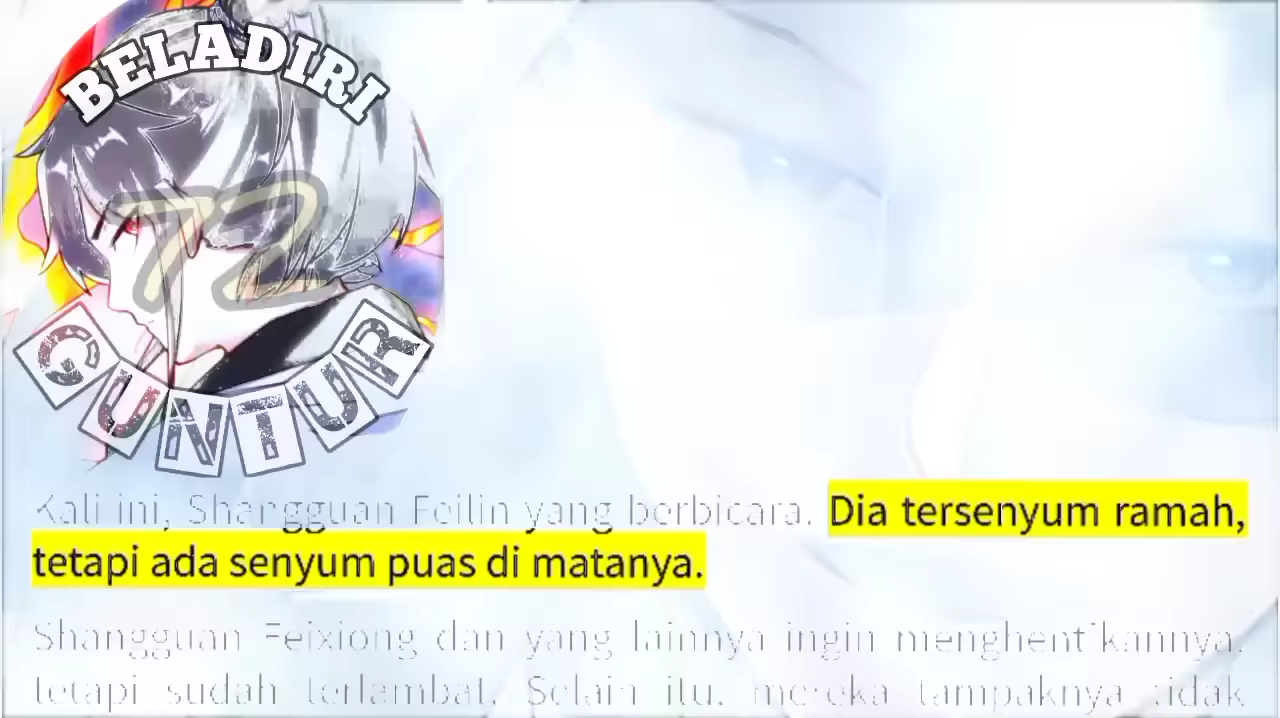 BELADIRI
72
GUNTUR
Kali ini, Shangguan Feilin yang berbicara. Dia tersenyum ramah,
tetapi ada senyum puas di matanya.
Shangguan Feixiong dan yang lainnya ingin menghentikannya,
tetapi sudah terlambat. Selain itu, mereka tampaknya tidak